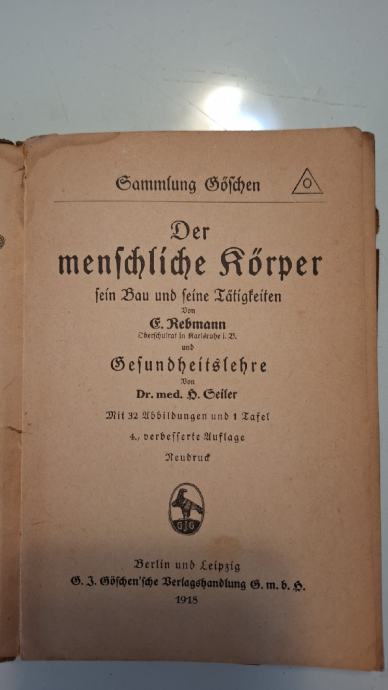 Sammlung Göschen
Der
menschliche Körper
sein Bau und seine Tätigkeiten
Von
E. Rebmann
Oberschulrat in Karlsruhe i. B.
und
Gesundheitslehre
Von
Dr. med. H. Seiler
Mit 32 Abbildungen und 1 Tafel
4., verbesserte Auflage
Neudruck
GJG
Berlin und Leipzig
G. J. Göschen'sche Verlagshandlung G. m. b. H.
1918